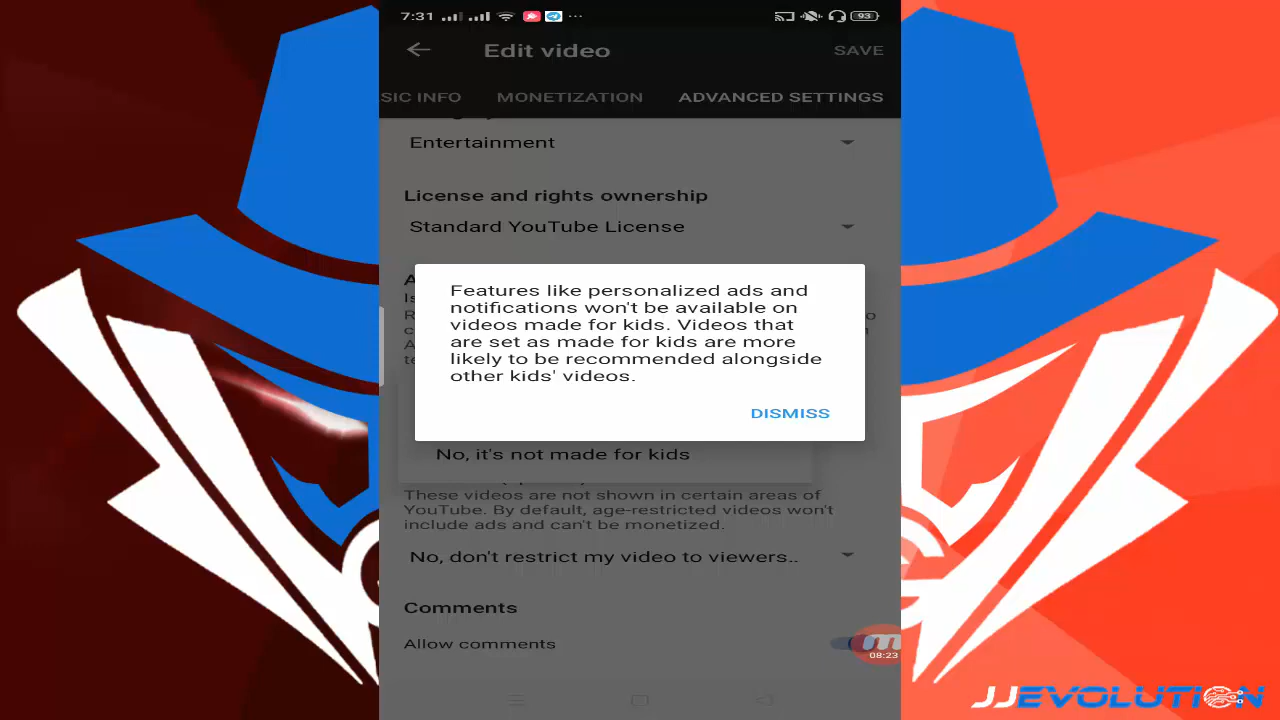 7:31
93
Edit video
SAVE
SIC INFO
MONETIZATION
ADVANCED SETTINGS
Entertainment
License and rights ownership
Standard YouTube License
Features like personalized ads and
notifications won't be available on
videos made for kids. Videos that
are set as made for kids are more
likely to be recommended alongside
other kids' videos.
DISMISS
No, it's not made for kids
These videos are not shown in certain areas of
YouTube. By default, age-restricted videos won't
include ads and can't be monetized.
No, don't restrict my video to viewers..
Comments
Allow comments
08:23
JJEVOLUTION